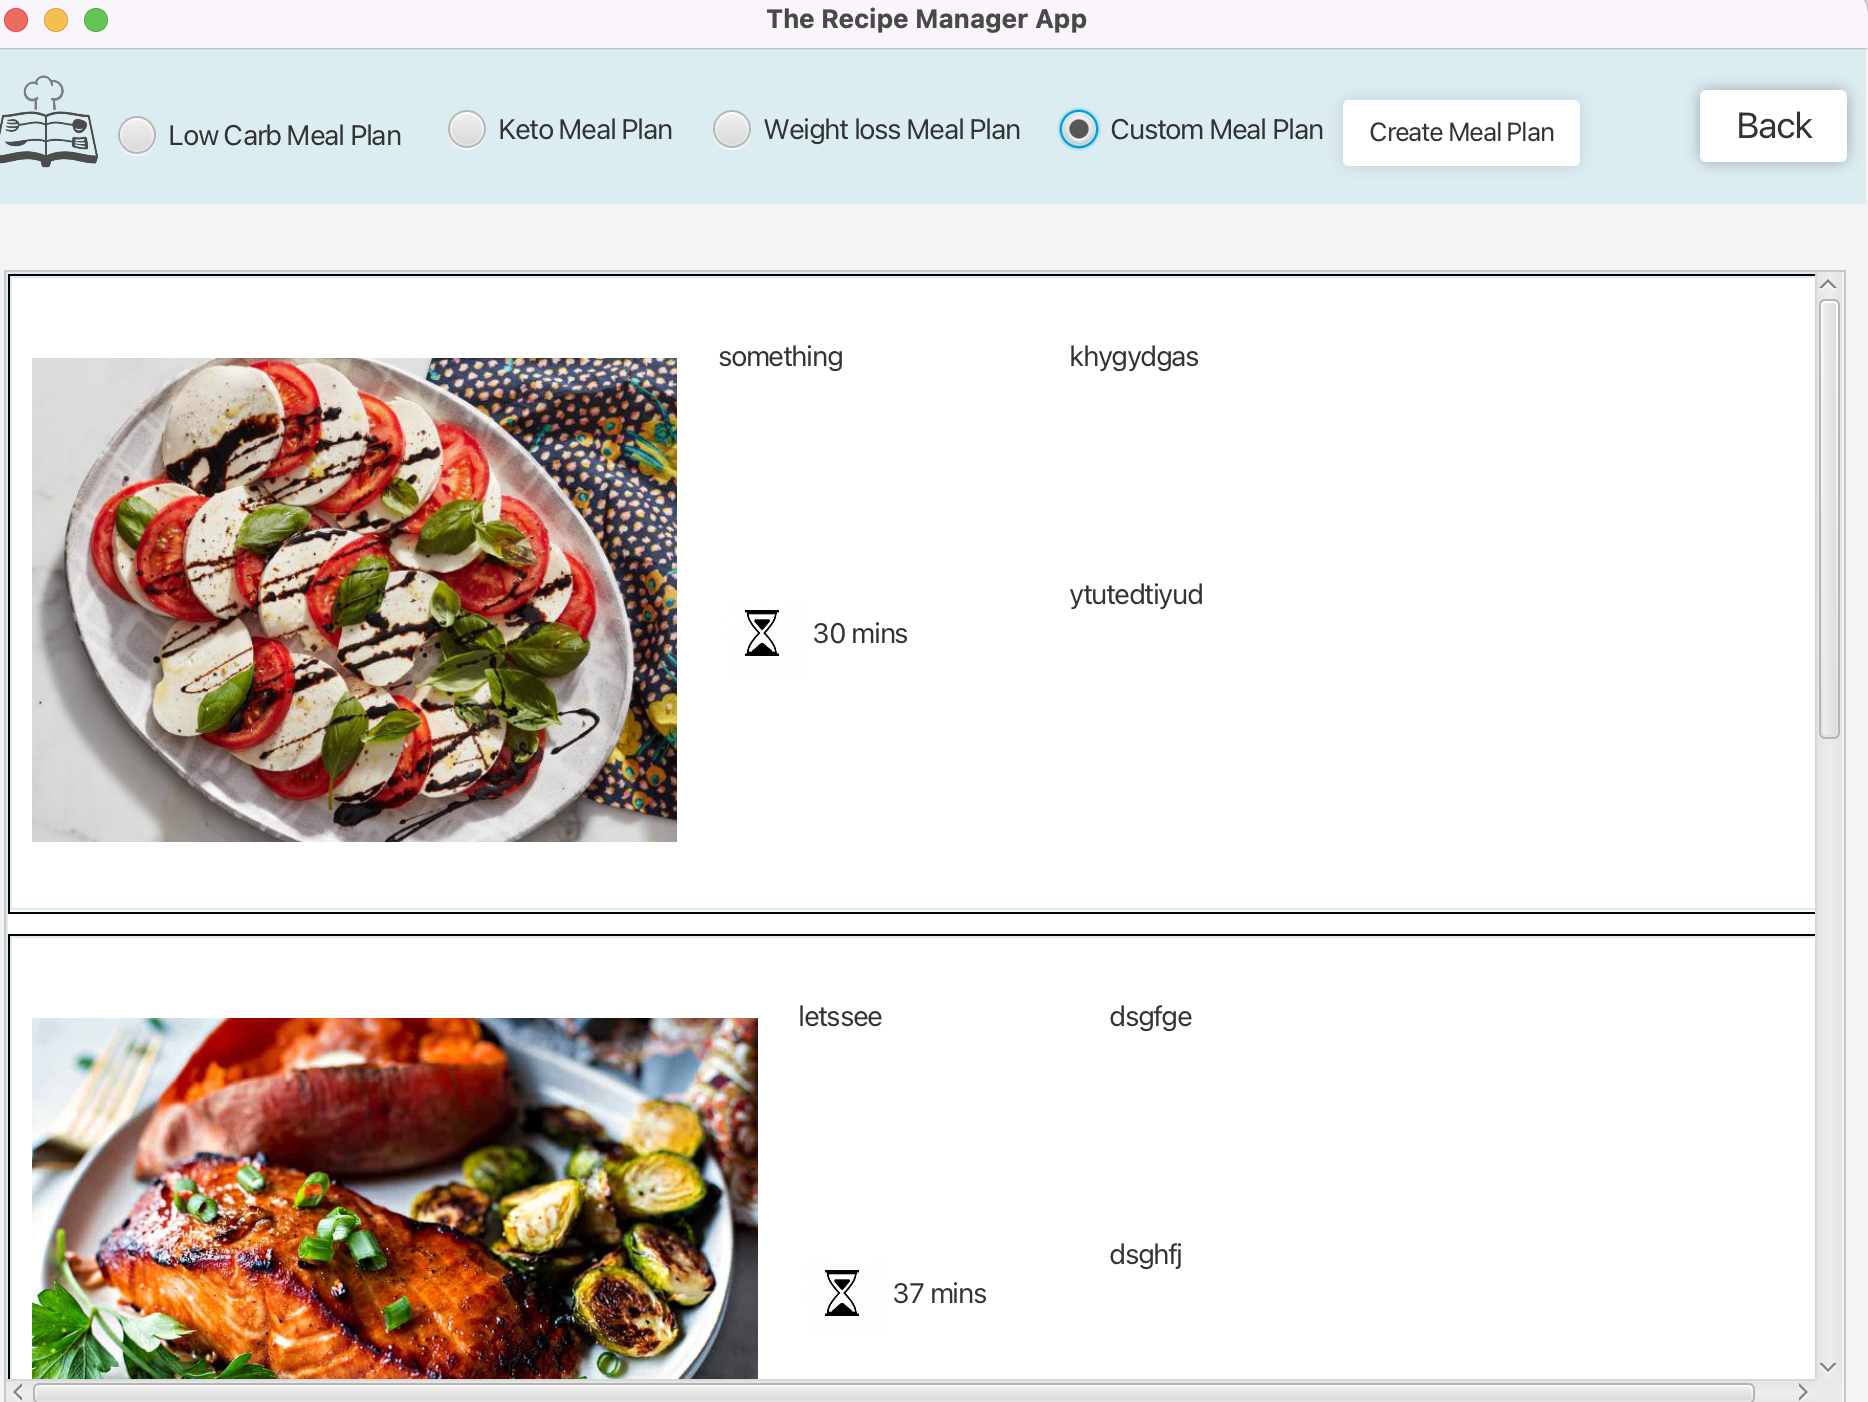 The Recipe Manager App
Low Carb Meal Plan
Keto Meal Plan
Weight loss Meal Plan
Custom Meal Plan
Create Meal Plan
Back
something
khygydgas
ytutedtiyud
30 mins
letssee
dsgfge
dsghfj
37 mins